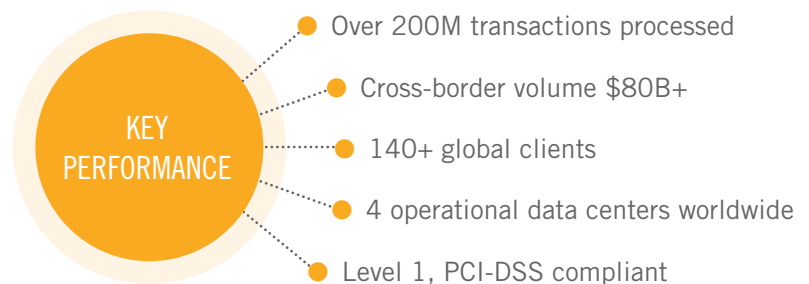 Over 200M transactions processed
Cross-border volume $80B+
KEY
PERFORMANCE
140+ global clients
4 operational data centers worldwide
Level 1, PCI-DSS compliant